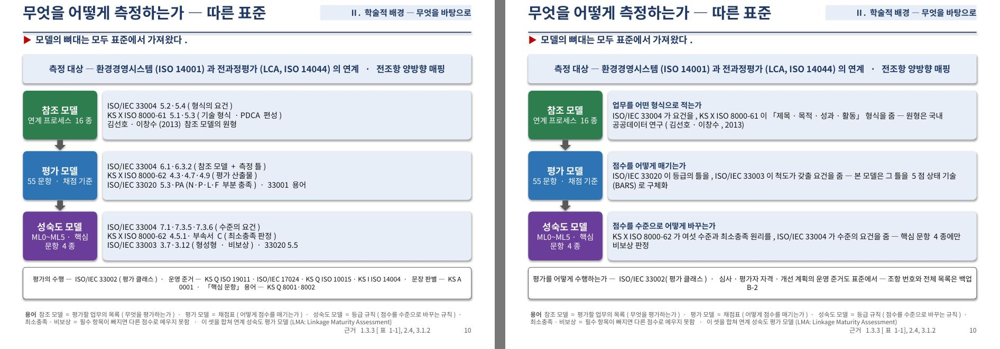 무엇을 어떻게 측정하는가 — 따른 표준
II. 학술적 배경 — 무엇을 바탕으로
▶ 모델의 뼈대는 모두 표준에서 가져왔다 .
측정 대상 — 환경경영시스템 (ISO 14001) 과 전과정평가 (LCA, ISO 14044) 의 연계 · 전조항 양방향 매핑
참조 모델
연계 프로세스 16 종
ISO/IEC 33004 5.2·5.4 ( 형식의 요건 )
KS X ISO 8000-61 5.1·5.3 ( 기술 형식 · PDCA 편성 )
김선호 · 이창수 (2013) 참조 모델의 원형
평가 모델
55 문항 · 채점 기준
ISO/IEC 33004 6.1·6.3.2 ( 참조 모델 + 측정 틀 )
KS X ISO 8000-62 4.3·4.7·4.9 ( 평가 산출물 )
ISO/IEC 33020 5.3·PA (N·P·L·F 부분 충족 ) · 33001 용어
성숙도 모델
ML0~ML5 · 핵심
문항 4 종
ISO/IEC 33004 7.1·7.3.5·7.3.6 ( 수준의 요건 )
KS X ISO 8000-62 4.5.1· 부속서 C ( 최소충족 판정 )
ISO/IEC 33003 3.7·3.12 ( 형성형 · 비보상 ) · 33020 5.5
평가의 수행 — ISO/IEC 33002 ( 평가 클래스 ) · 운영 준거 — KS Q ISO 19011 · ISO/IEC 17024 · KS Q ISO 10015 · KS I ISO 14004 · 문장 판별 — KS A
0001 · 「핵심 문항」 용어 — KS Q 8001·8002
용어 참조 모델 = 평가할 업무의 목록 ( 무엇을 평가하는가 ) · 평가 모델 = 채점표 ( 어떻게 점수를 매기는가 ) · 성숙도 모델 = 등급 규칙 ( 점수를 수준으로 바꾸는 규칙 ) ·
최소충족 · 비보상 = 필수 항목이 빠지면 다른 점수로 메우지 못함 · 이 셋을 합쳐 연계 성숙도 평가 모델 (LMA: Linkage Maturity Assessment)
근거 1.3.3 [ 표 1-1], 2.4, 3.1.2
10
무엇을 어떻게 측정하는가 — 따른 표준
II. 학술적 배경 — 무엇을 바탕으로
▶ 모델의 뼈대는 모두 표준에서 가져왔다 .
측정 대상 — 환경경영시스템 (ISO 14001) 과 전과정평가 (LCA, ISO 14044) 의 연계 · 전조항 양방향 매핑
참조 모델
연계 프로세스 16 종
업무를 어떤 형식으로 적는가
ISO/IEC 33004 가 요건을 , KS X ISO 8000-61 이 「제목 · 목적 · 성과 · 활동」 형식을 줌 — 원형은 국내
공공데이터 연구 ( 김선호 · 이창수 , 2013)
평가 모델
55 문항 · 채점 기준
점수를 어떻게 매기는가
ISO/IEC 33020 이 등급의 틀을 , ISO/IEC 33003 이 척도가 갖출 요건을 줌 — 본 모델은 그 틀을 5 점 상태 기술
(BARS) 로 구체화
성숙도 모델
ML0~ML5 · 핵심
문항 4 종
점수를 수준으로 어떻게 바꾸는가
KS X ISO 8000-62 가 여섯 수준과 최소충족 원리를 , ISO/IEC 33004 가 수준의 요건을 줌 — 핵심 문항 4 종에만
비보상 판정
평가를 어떻게 수행하는가 — ISO/IEC 33002( 평가 클래스 ) · 심사 · 평가자 자격 · 개선 계획의 운영 준거도 표준에서 — 조항 번호와 전체 목록은 백업
B-2
용어 참조 모델 = 평가할 업무의 목록 ( 무엇을 평가하는가 ) · 평가 모델 = 채점표 ( 어떻게 점수를 매기는가 ) · 성숙도 모델 = 등급 규칙 ( 점수를 수준으로 바꾸는 규칙 ) ·
최소충족 · 비보상 = 필수 항목이 빠지면 다른 점수로 메우지 못함 · 이 셋을 합쳐 연계 성숙도 평가 모델 (LMA: Linkage Maturity Assessment)
근거 1.3.3 [ 표 1-1], 2.4, 3.1.2
10